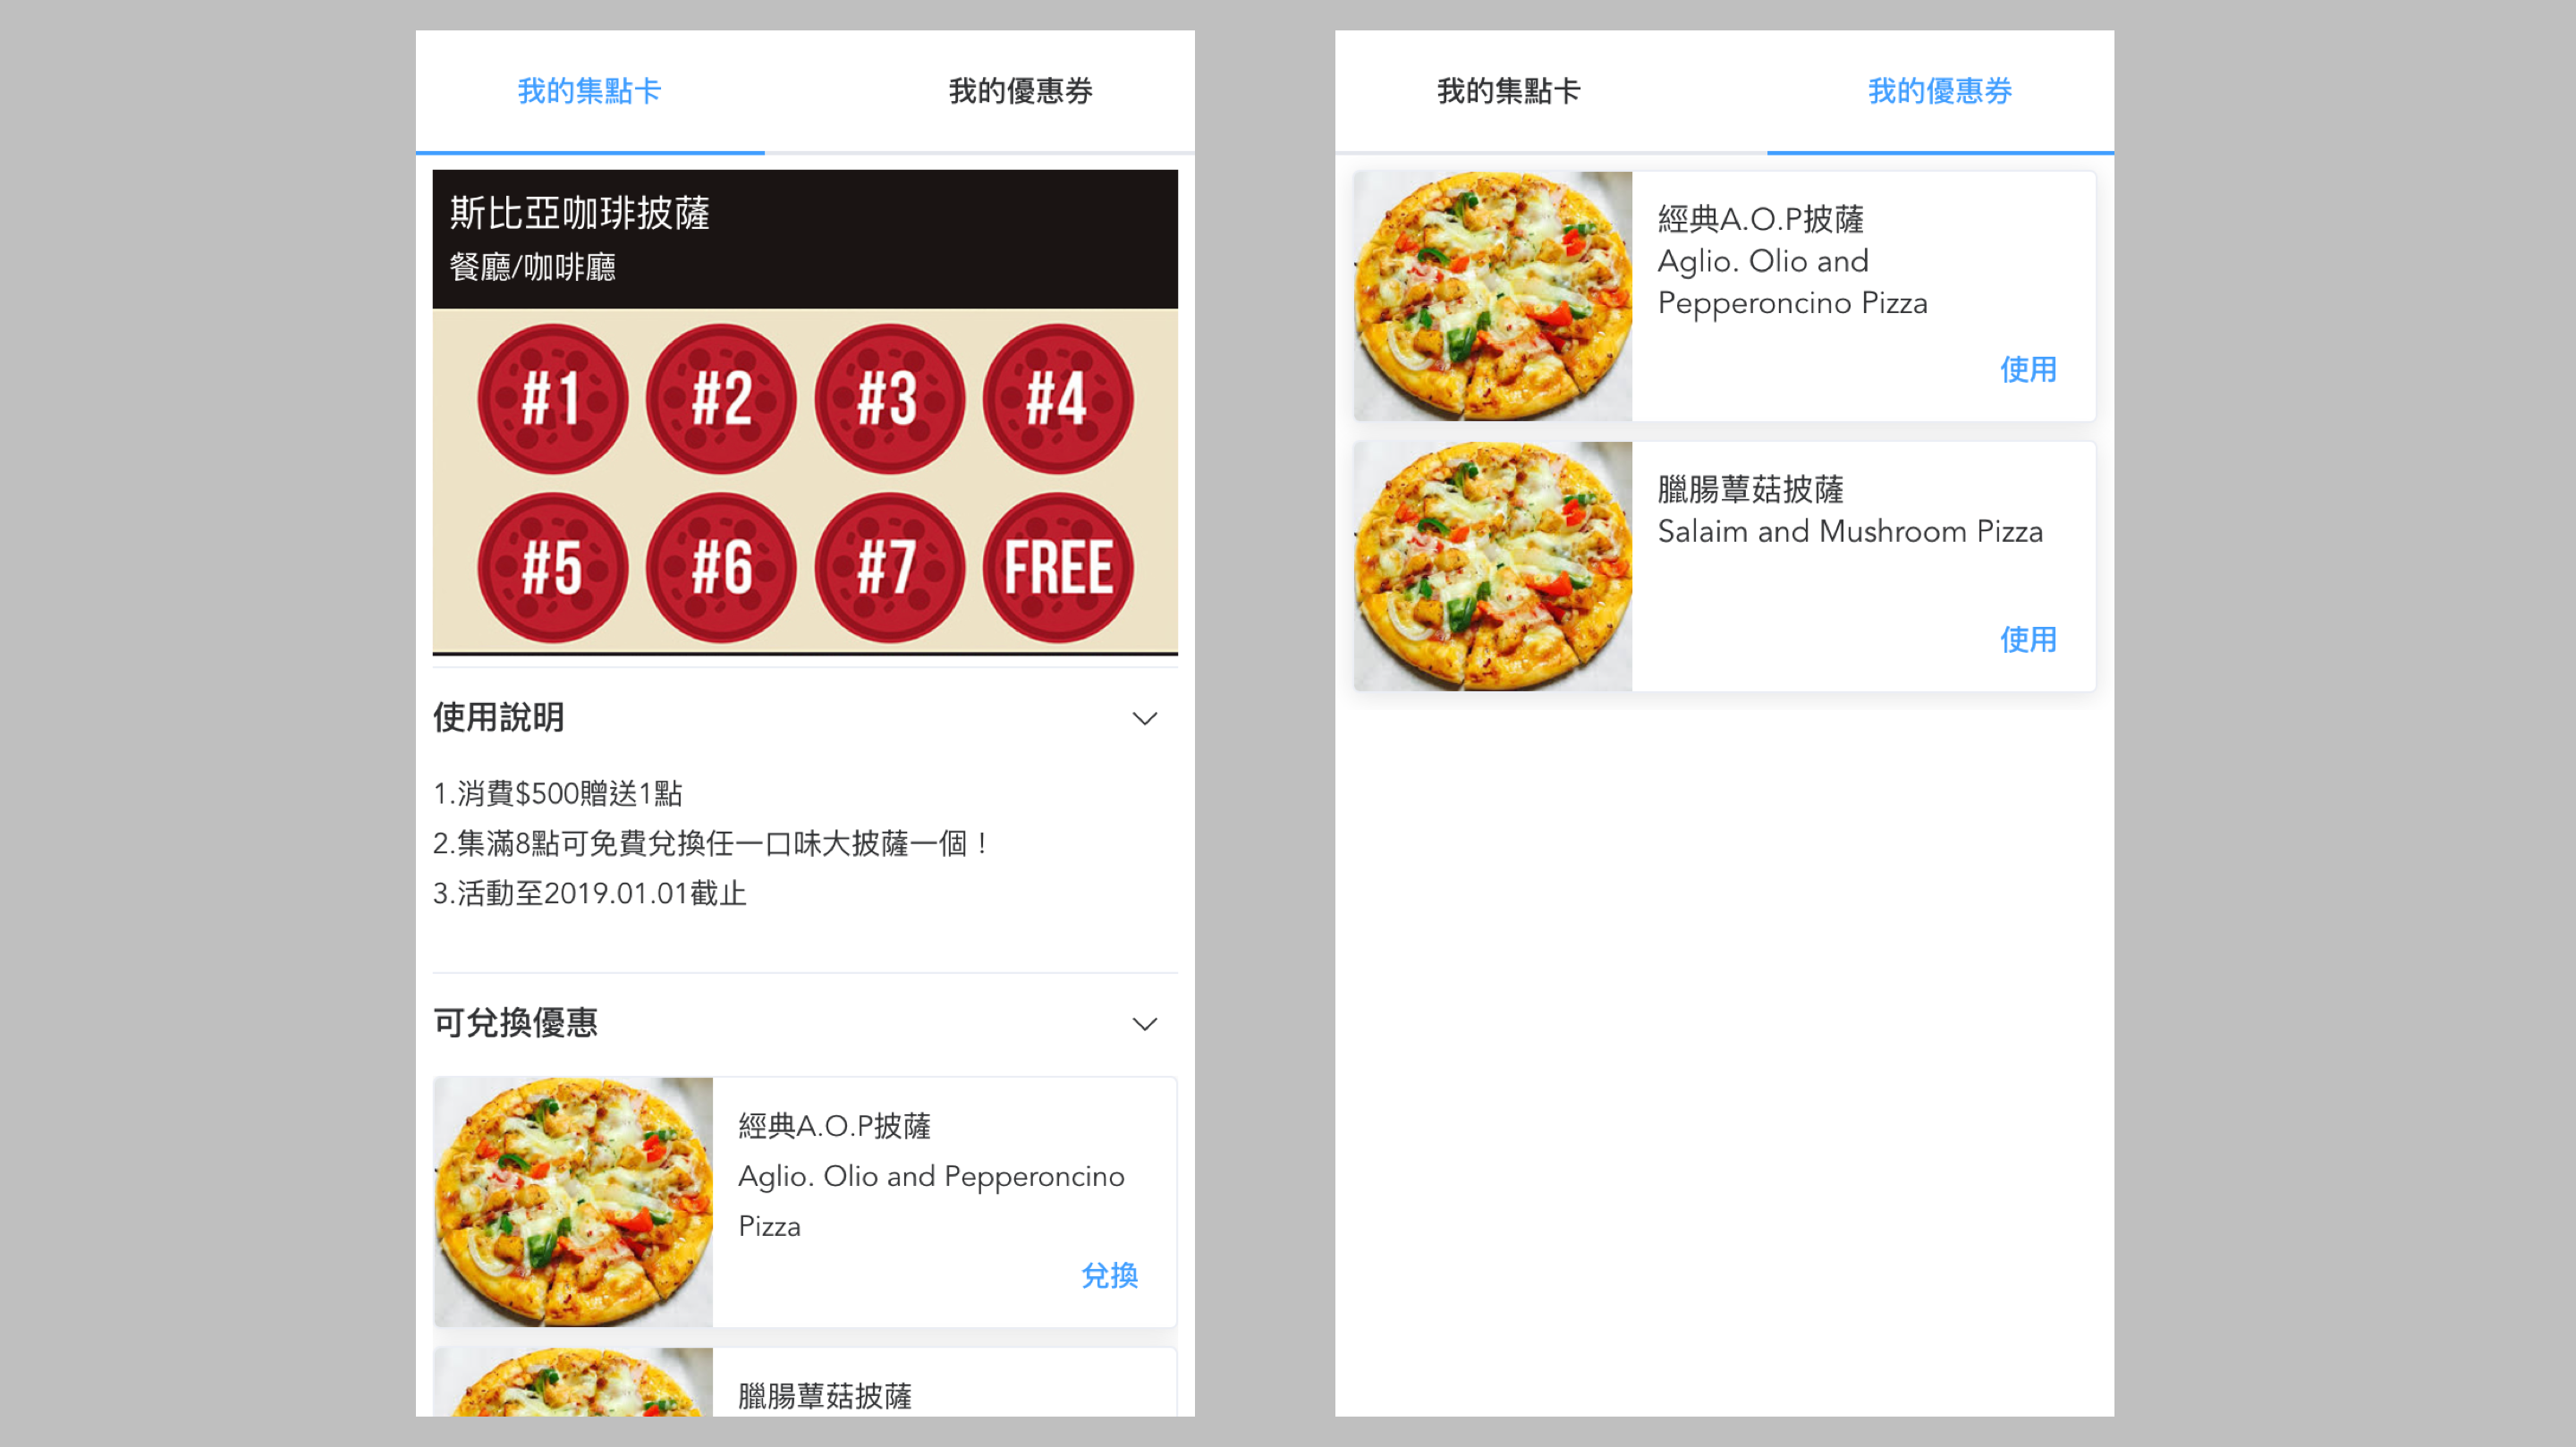 我的集點卡
我的優惠券
斯比亞咖琲披薩
餐廳/咖啡廳
#1
#2
#3
#4
#5
#6
#7
FREE
使用說明
1.消費$500贈送1點
2.集滿8點可免費兌換任一口味大披薩一個！
3.活動至2019.01.01截止
可兌換優惠
經典A.O.P披薩
Aglio. Olio and Pepperoncino
Pizza
兌換
臘腸蕈菇披薩
我的集點卡
我的優惠券
經典A.O.P披薩
Aglio. Olio and
Pepperoncino Pizza
使用
臘腸蕈菇披薩
Salaim and Mushroom Pizza
使用